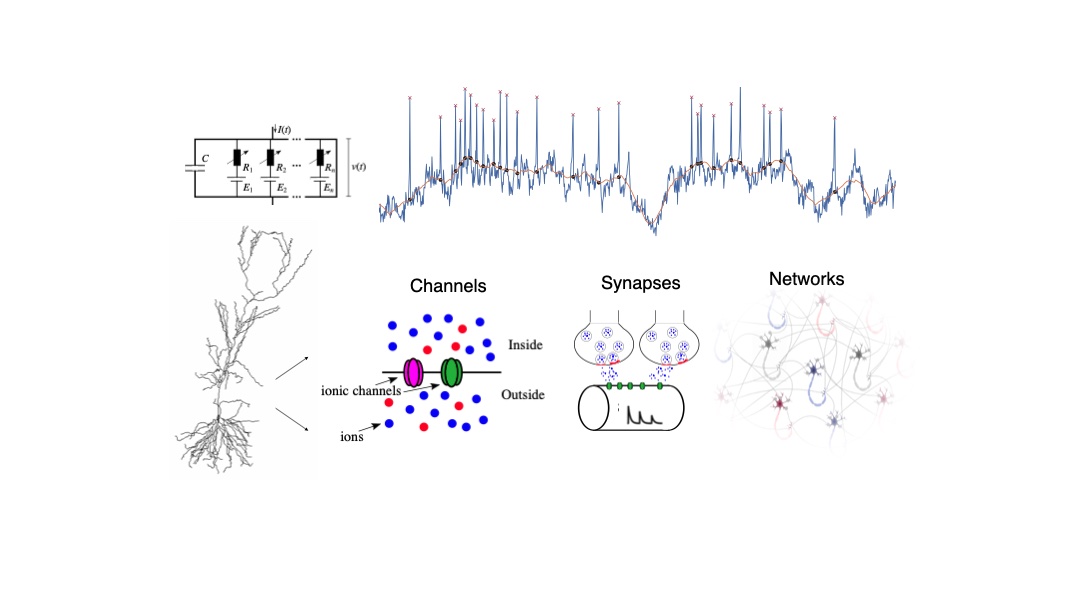 I(t)
C
R1
R2
Rn
v(t)
E1
E2
En
Channels
Synapses
Networks
Inside
ionic channels
Outside
ions